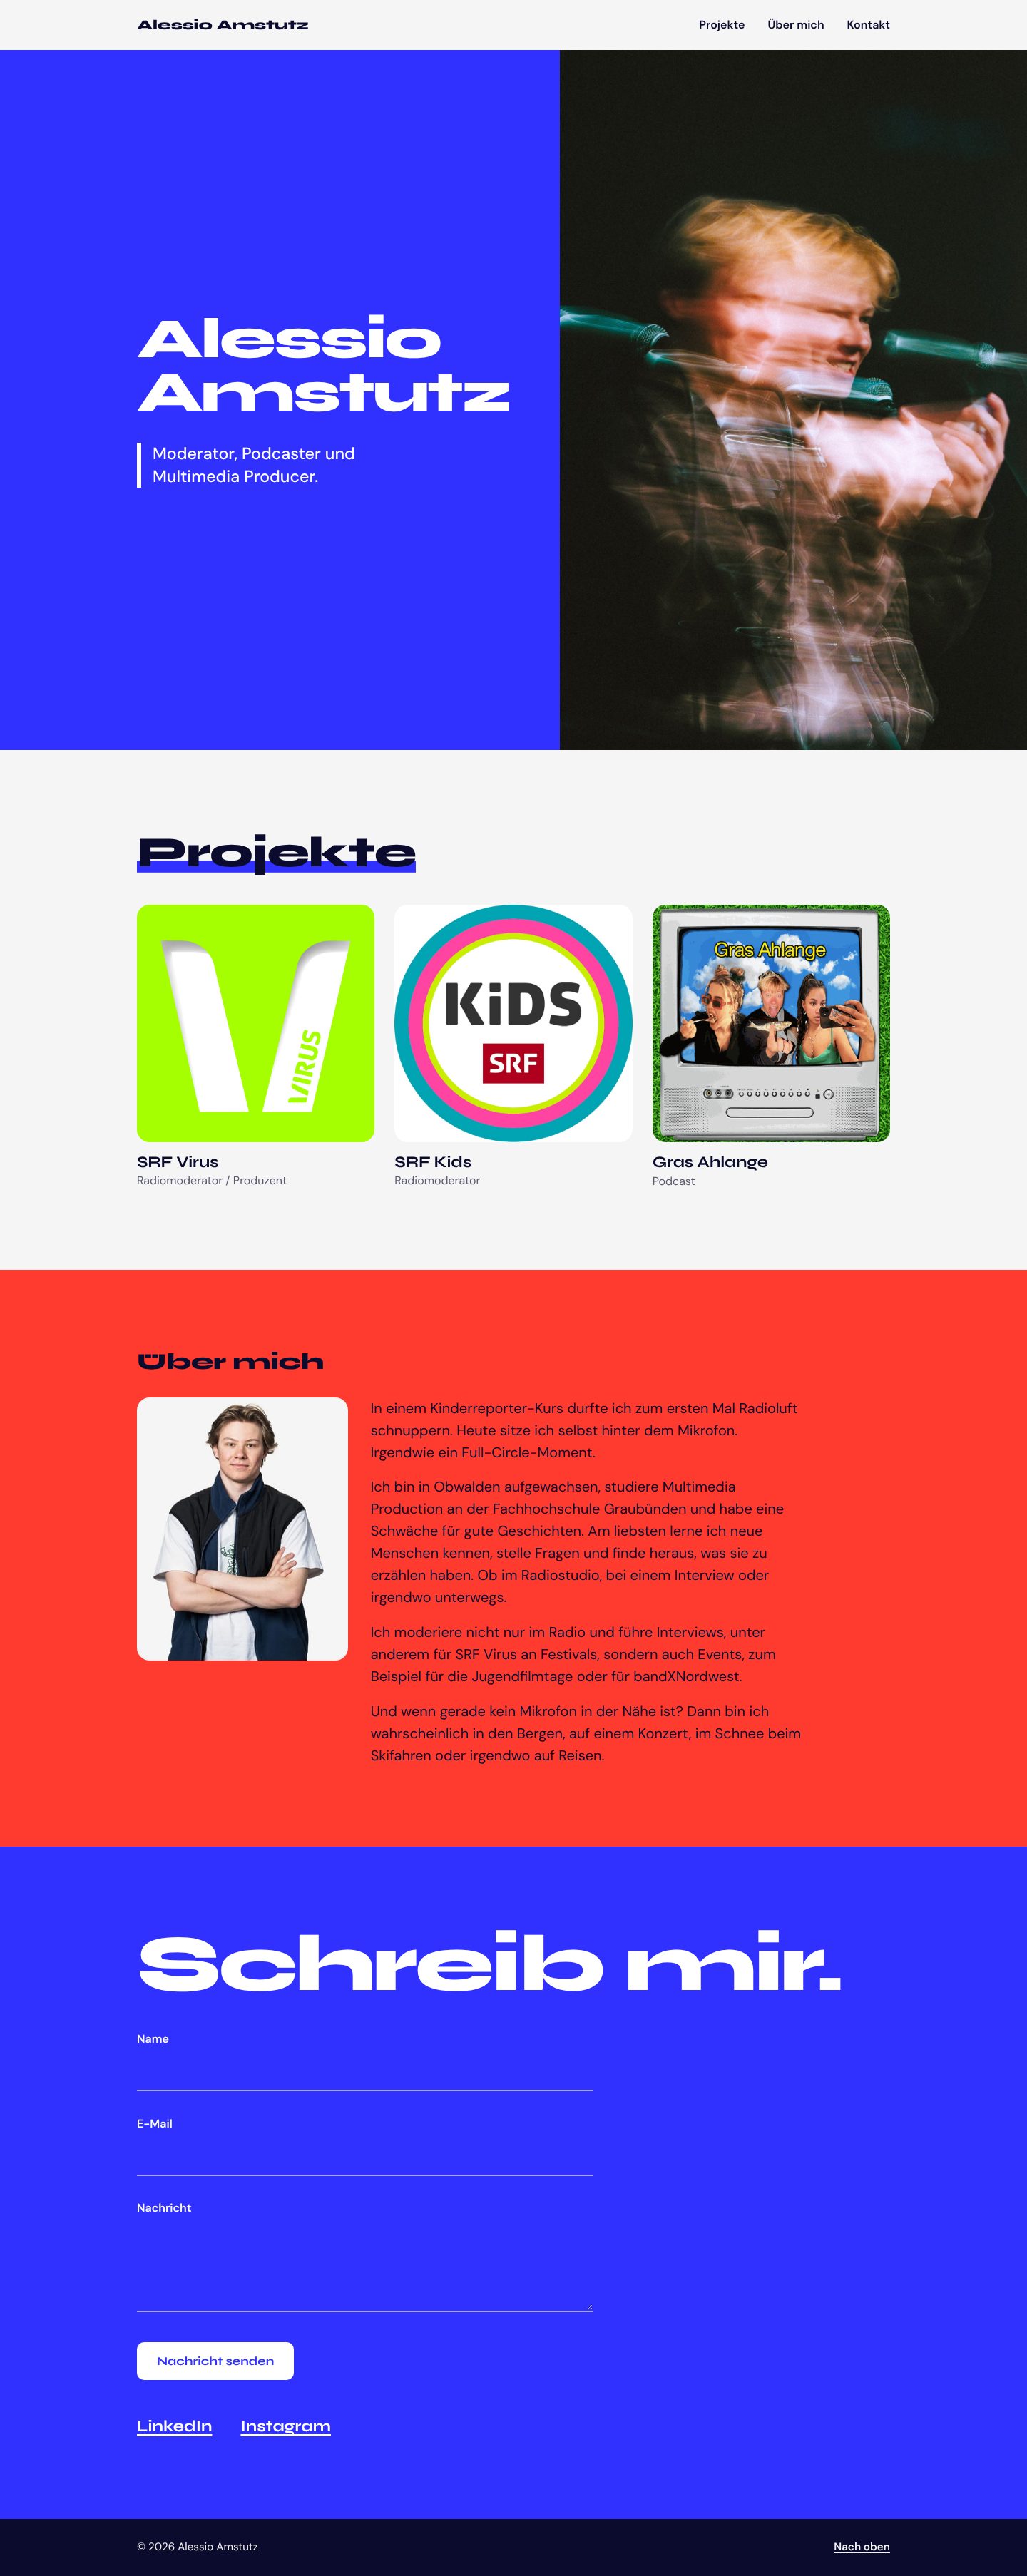 Alessio Amstutz
Projekte Über mich Kontakt
Alessio
Amstutz
Moderator, Podcaster und
Multimedia Producer.
Projekte
VIRUS
KiDS
SRF
Gras Ahlange
SRF Virus
Radiomoderator / Produzent
SRF Kids
Radiomoderator
Gras Ahlange
Podcast
Über mich
In einem Kinderreporter-Kurs durfte ich zum ersten Mal Radioluft
schnuppern. Heute sitze ich selbst hinter dem Mikrofon.
Irgendwie ein Full-Circle-Moment.
Ich bin in Obwalden aufgewachsen, studiere Multimedia
Production an der Fachhochschule Graubünden und habe eine
Schwäche für gute Geschichten. Am liebsten lerne ich neue
Menschen kennen, stelle Fragen und finde heraus, was sie zu
erzählen haben. Ob im Radiostudio, bei einem Interview oder
irgendwo unterwegs.
Ich moderiere nicht nur im Radio und führe Interviews, unter
anderem für SRF Virus an Festivals, sondern auch Events, zum
Beispiel für die Jugendfilmtage oder für bandXNordwest.
Und wenn gerade kein Mikrofon in der Nähe ist? Dann bin ich
wahrscheinlich in den Bergen, auf einem Konzert, im Schnee beim
Skifahren oder irgendwo auf Reisen.
Schreib mir.
Name
E-Mail
Nachricht
Nachricht senden
LinkedIn Instagram
© 2026 Alessio Amstutz
Nach oben